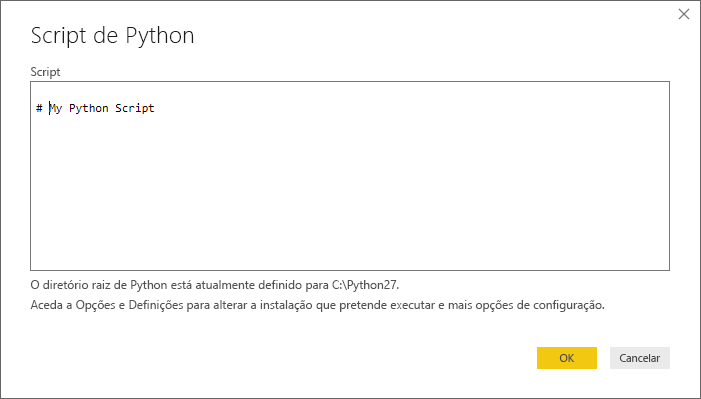 Script de Python
Script
# My Python Script
O diretório raiz de Python está atualmente definido para C:\Python27.
Aceda a Opções e Definições para alterar a instalação que pretende executar e mais opções de configuração.
OK
Cancelar